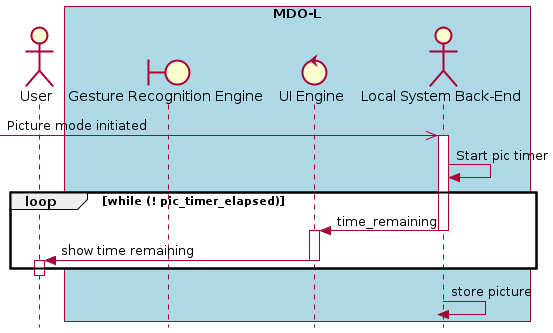 MDO-L
User
Gesture Recognition Engine
UI Engine
Local System Back-End
Picture mode initiated
Start pic timer
loop
[while (! pic_timer_elapsed)]
time_remaining
show time remaining
store picture